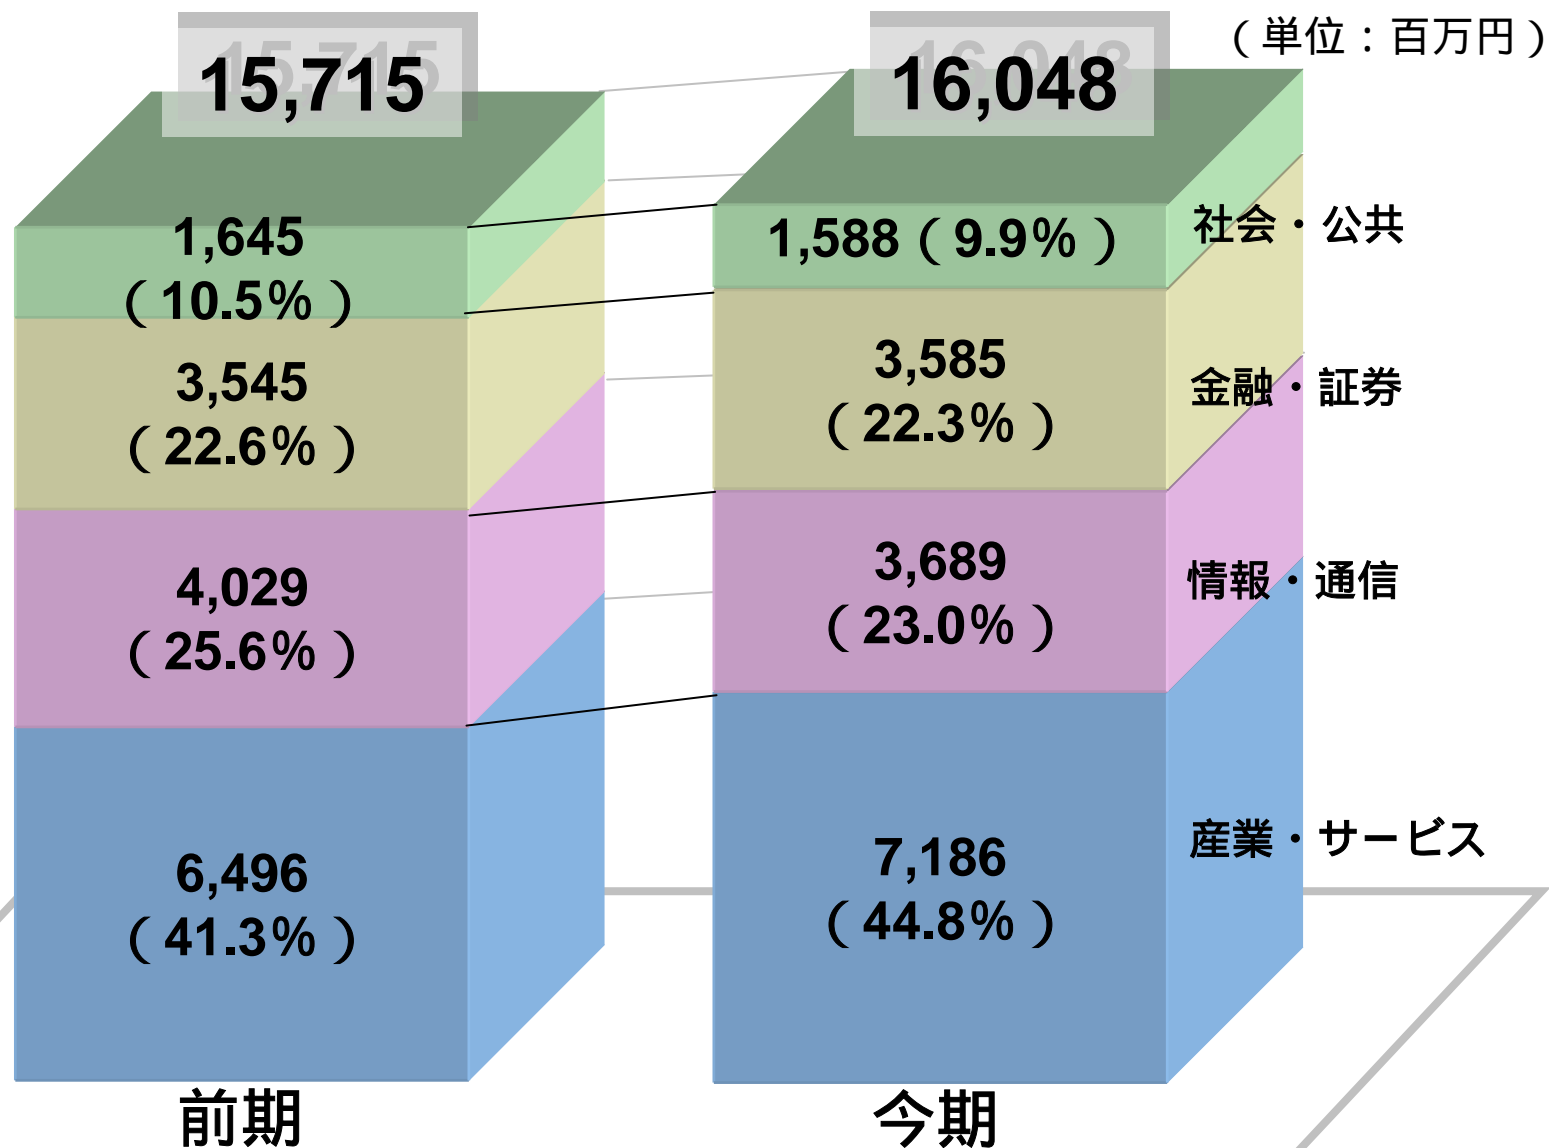 （単位：百万円）
15,715
16,048
1,645
（10.5%）
1,588（9.9%）
社会・公共
3,545
（22.6%）
3,585
（22.3%）
金融・証券
4,029
（25.6%）
3,689
（23.0%）
情報・通信
6,496
（41.3%）
7,186
（44.8%）
産業・サービス
前期
今期